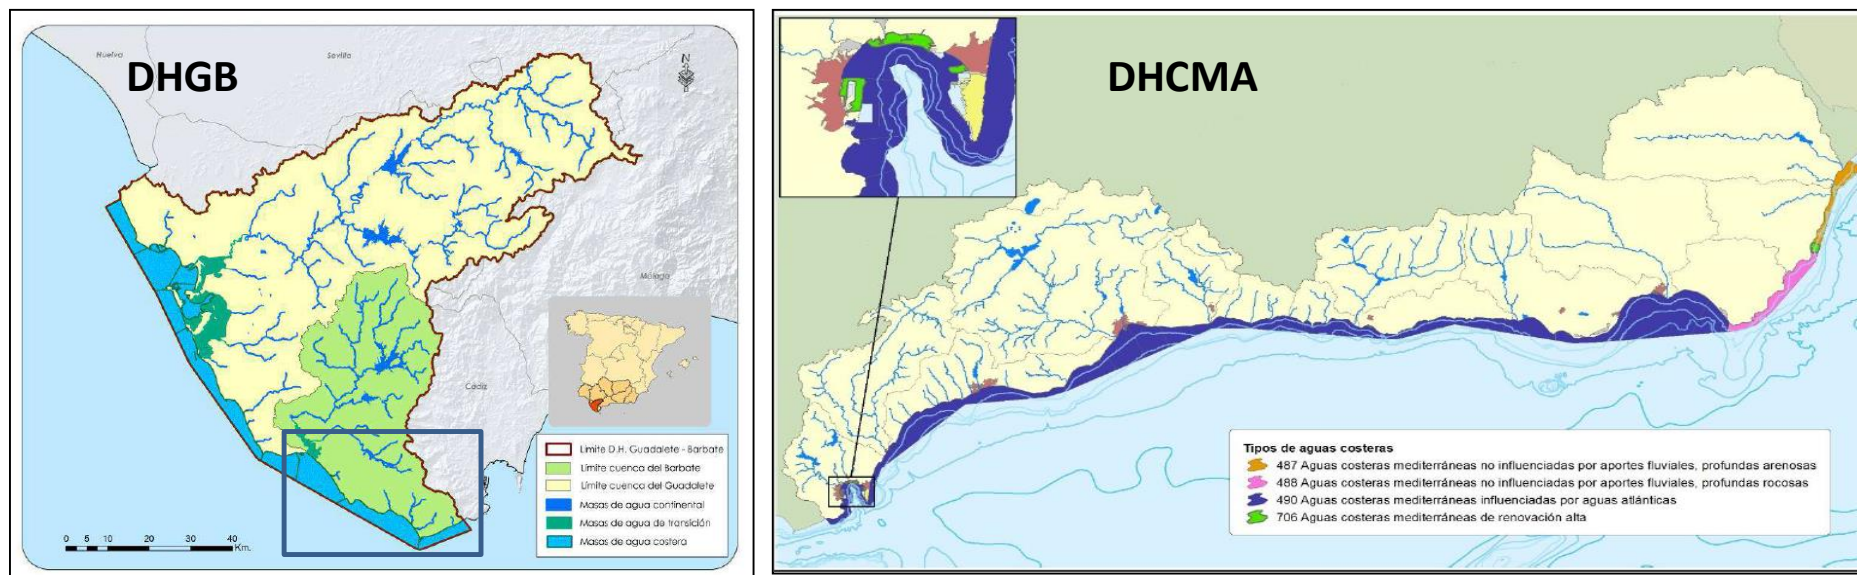 Huelva
Sevilla
DHGB
N
Málaga
Cádiz
Límite D.H. Guadalete - Barbate
Límite cuenca del Barbate
Límite cuenca del Guadalete
Masas de agua continental
Masas de agua de transición
Masas de agua costera
0 5 10 20 30 40
Km.
DHCMA
Tipos de aguas costeras
487 Aguas costeras mediterráneas no influenciadas por aportes fluviales, profundas arenosas
488 Aguas costeras mediterráneas no influenciadas por aportes fluviales, profundas rocosas
490 Aguas costeras mediterráneas influenciadas por aguas atlánticas
706 Aguas costeras mediterráneas de renovación alta